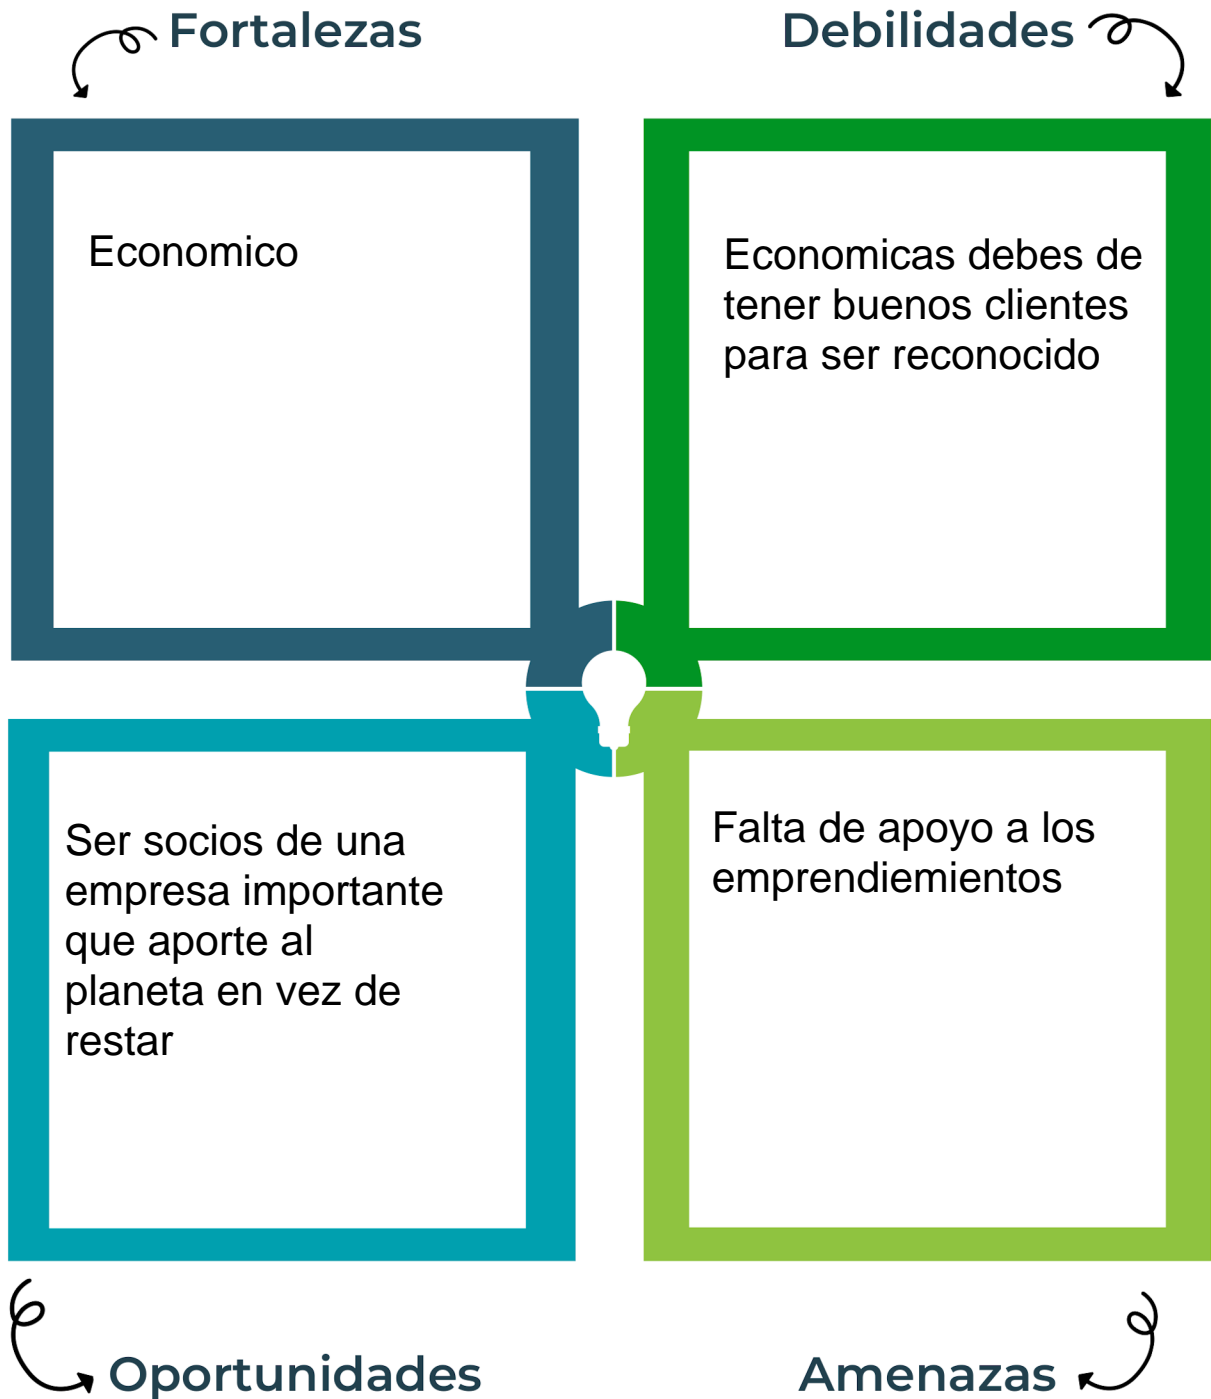 Fortalezas
Debilidades
Economico
Economicas debes de
tener buenos clientes
para ser reconocido
Ser socios de una
empresa importante
que aporte al
planeta en vez de
restar
Falta de apoyo a los
emprendiemientos
Oportunidades
Amenazas